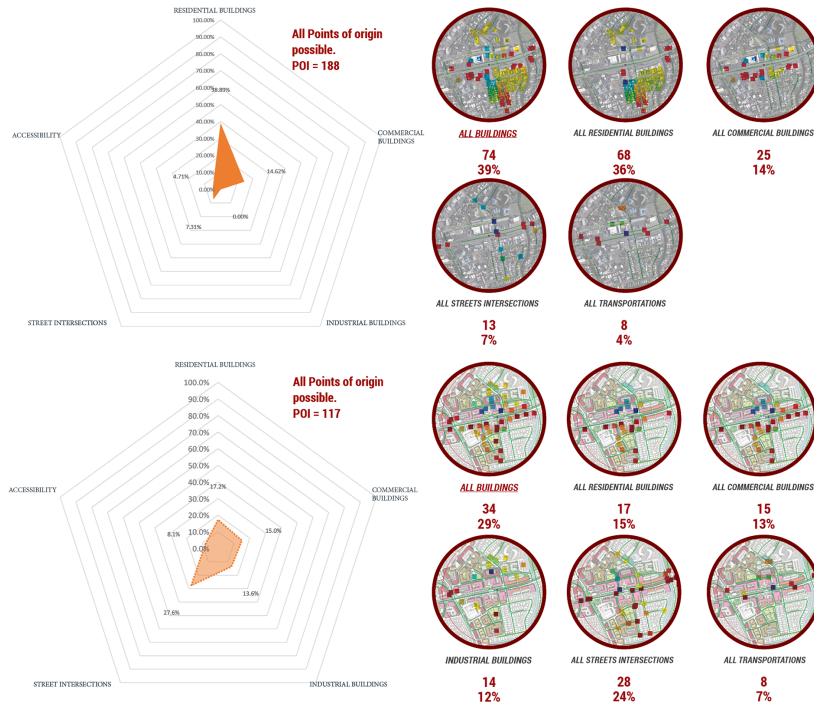 RESIDENTIAL BUILDINGS
All Points of origin
possible.
POI = 188
100.00%
90.00%
80.00%
70.00%
60.00%
50.00%
40.00%
30.00%
20.00%
10.00%
0.00%
38.89%
14.62%
0.00%
7.31%
4.71%
ACCESSIBILITY
COMMERCIAL
BUILDINGS
STREET INTERSECTIONS
INDUSTRIAL BUILDINGS
ALL BUILDINGS
74
39%
ALL RESIDENTIAL BUILDINGS
68
36%
ALL COMMERCIAL BUILDINGS
25
14%
ALL STREETS INTERSECTIONS
13
7%
ALL TRANSPORTATIONS
8
4%
RESIDENTIAL BUILDINGS
All Points of origin
possible.
POI = 117
100.0%
90.0%
80.0%
70.0%
60.0%
50.0%
40.0%
30.0%
20.0%
10.0%
0.0%
17.2%
15.0%
13.6%
27.6%
8.1%
ACCESSIBILITY
COMMERCIAL
BUILDINGS
STREET INTERSECTIONS
INDUSTRIAL BUILDINGS
ALL BUILDINGS
34
29%
ALL RESIDENTIAL BUILDINGS
17
15%
ALL COMMERCIAL BUILDINGS
15
13%
INDUSTRIAL BUILDINGS
14
12%
ALL STREETS INTERSECTIONS
28
24%
ALL TRANSPORTATIONS
8
7%